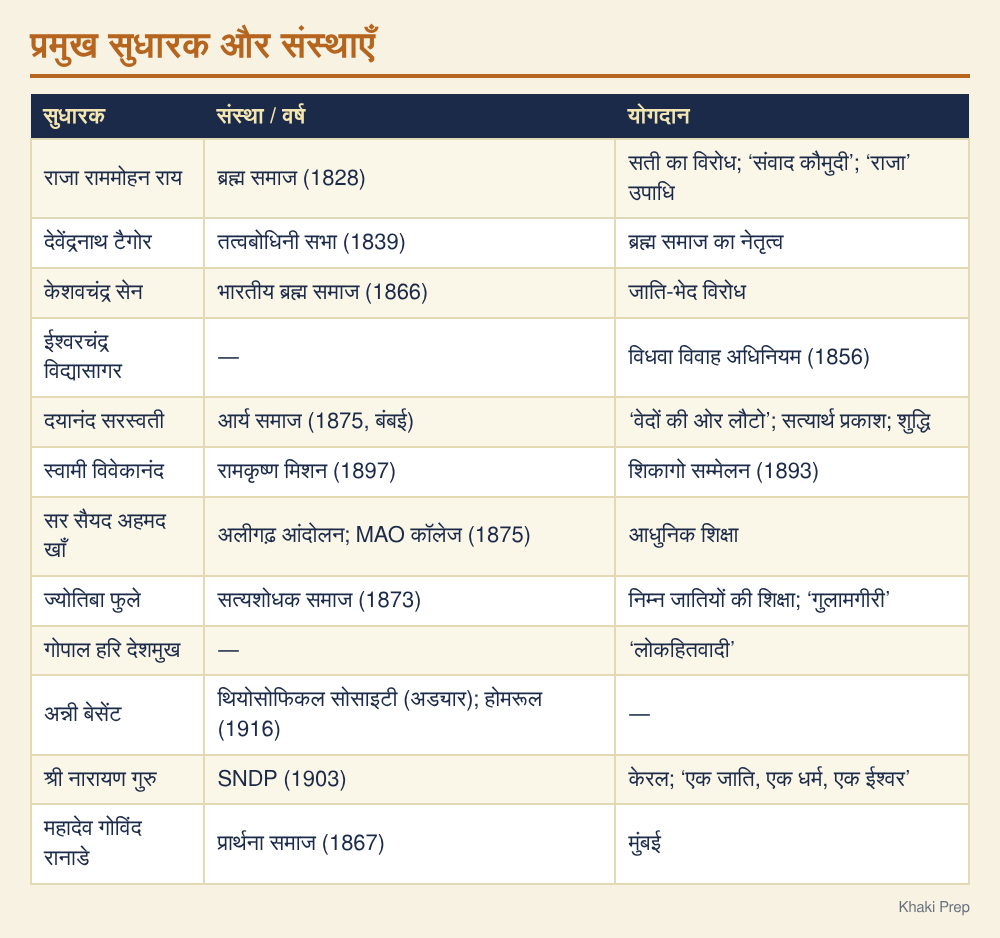 प्रमुख सुधारक और संस्थाएँ
सुधारक संस्था / वर्ष योगदान
राजा राममोहन राय ब्रह्म समाज (1828) सती का विरोध; ‘संवाद कौमुदी’; ‘राजा’
उपाधि
देवेंद्रनाथ टैगोर तत्वबोधिनी सभा (1839) ब्रह्म समाज का नेतृत्व
केशवचंद्र सेन भारतीय ब्रह्म समाज (1866) जाति-भेद विरोध
ईश्वरचंद्र
विद्यासागर — विधवा विवाह अधिनियम (1856)
दयानंद सरस्वती आर्य समाज (1875, बंबई) ‘वेदों की ओर लौटो’; सत्यार्थ प्रकाश; शुद्धि
स्वामी विवेकानंद रामकृष्ण मिशन (1897) शिकागो सम्मेलन (1893)
सर सैयद अहमद
खाँ अलीगढ़ आंदोलन; MAO कॉलेज (1875) आधुनिक शिक्षा
ज्योतिबा फुले सत्यशोधक समाज (1873) निम्न जातियों की शिक्षा; ‘गुलामगीरी’
गोपाल हरि देशमुख — ‘लोकहितवादी’
अन्नी बेसेंट थियोसोफिकल सोसाइटी (अड्यार); होमरूल
(1916) —
श्री नारायण गुरु SNDP (1903) केरल; ‘एक जाति, एक धर्म, एक ईश्वर’
महादेव गोविंद
रानाडे प्रार्थना समाज (1867) मुंबई
Khaki Prep